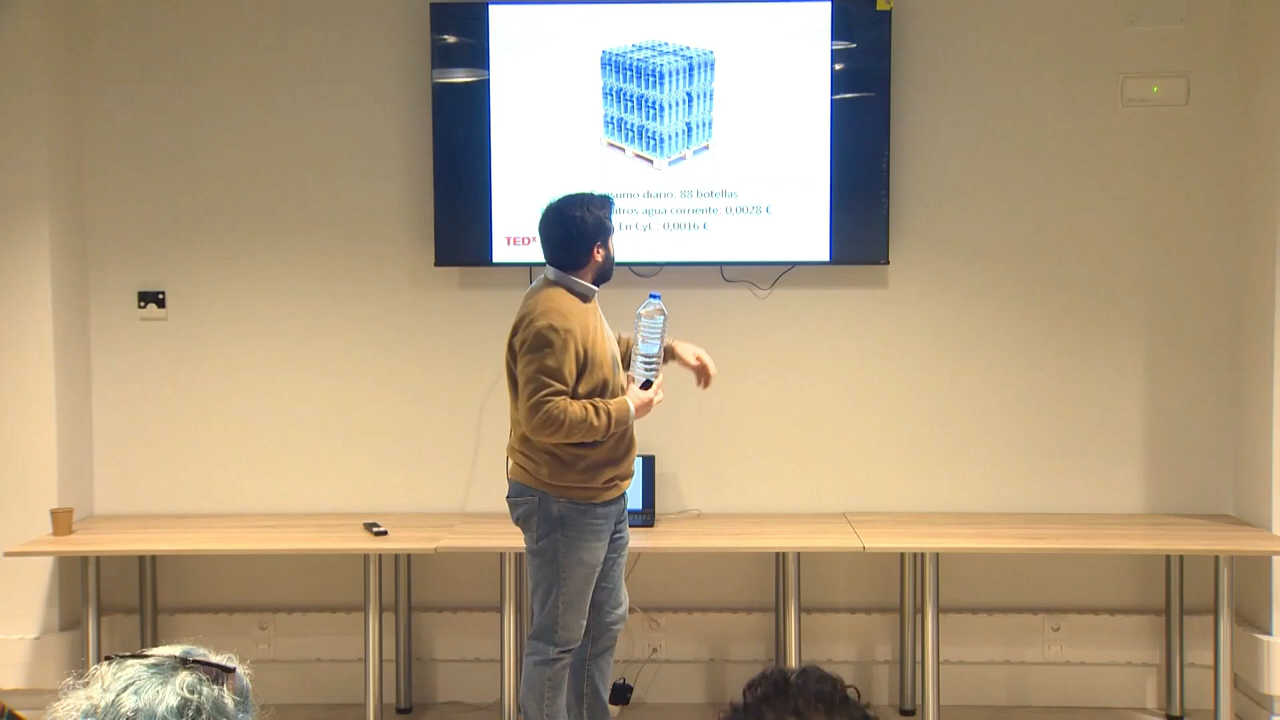 Consumo diario: 88 botellas
litros agua corriente: 0,0028 €
En CyL: 0,0016 €
TEDx